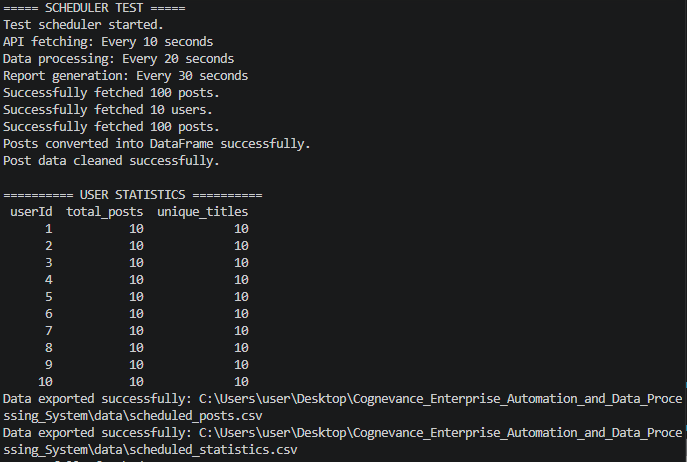 ===== SCHEDULER TEST =====
Test scheduler started.
API fetching: Every 10 seconds
Data processing: Every 20 seconds
Report generation: Every 30 seconds
Successfully fetched 100 posts.
Successfully fetched 10 users.
Successfully fetched 100 posts.
Posts converted into DataFrame successfully.
Post data cleaned successfully.

========== USER STATISTICS ==========
 userId  total_posts  unique_titles
      1           10             10
      2           10             10
      3           10             10
      4           10             10
      5           10             10
      6           10             10
      7           10             10
      8           10             10
      9           10             10
     10           10             10
Data exported successfully: C:\Users\user\Desktop\Cognevance_Enterprise_Automation_and_Data_Proce
ssing_System\data\scheduled_posts.csv
Data exported successfully: C:\Users\user\Desktop\Cognevance_Enterprise_Automation_and_Data_Proce
ssing_System\data\scheduled_statistics.csv